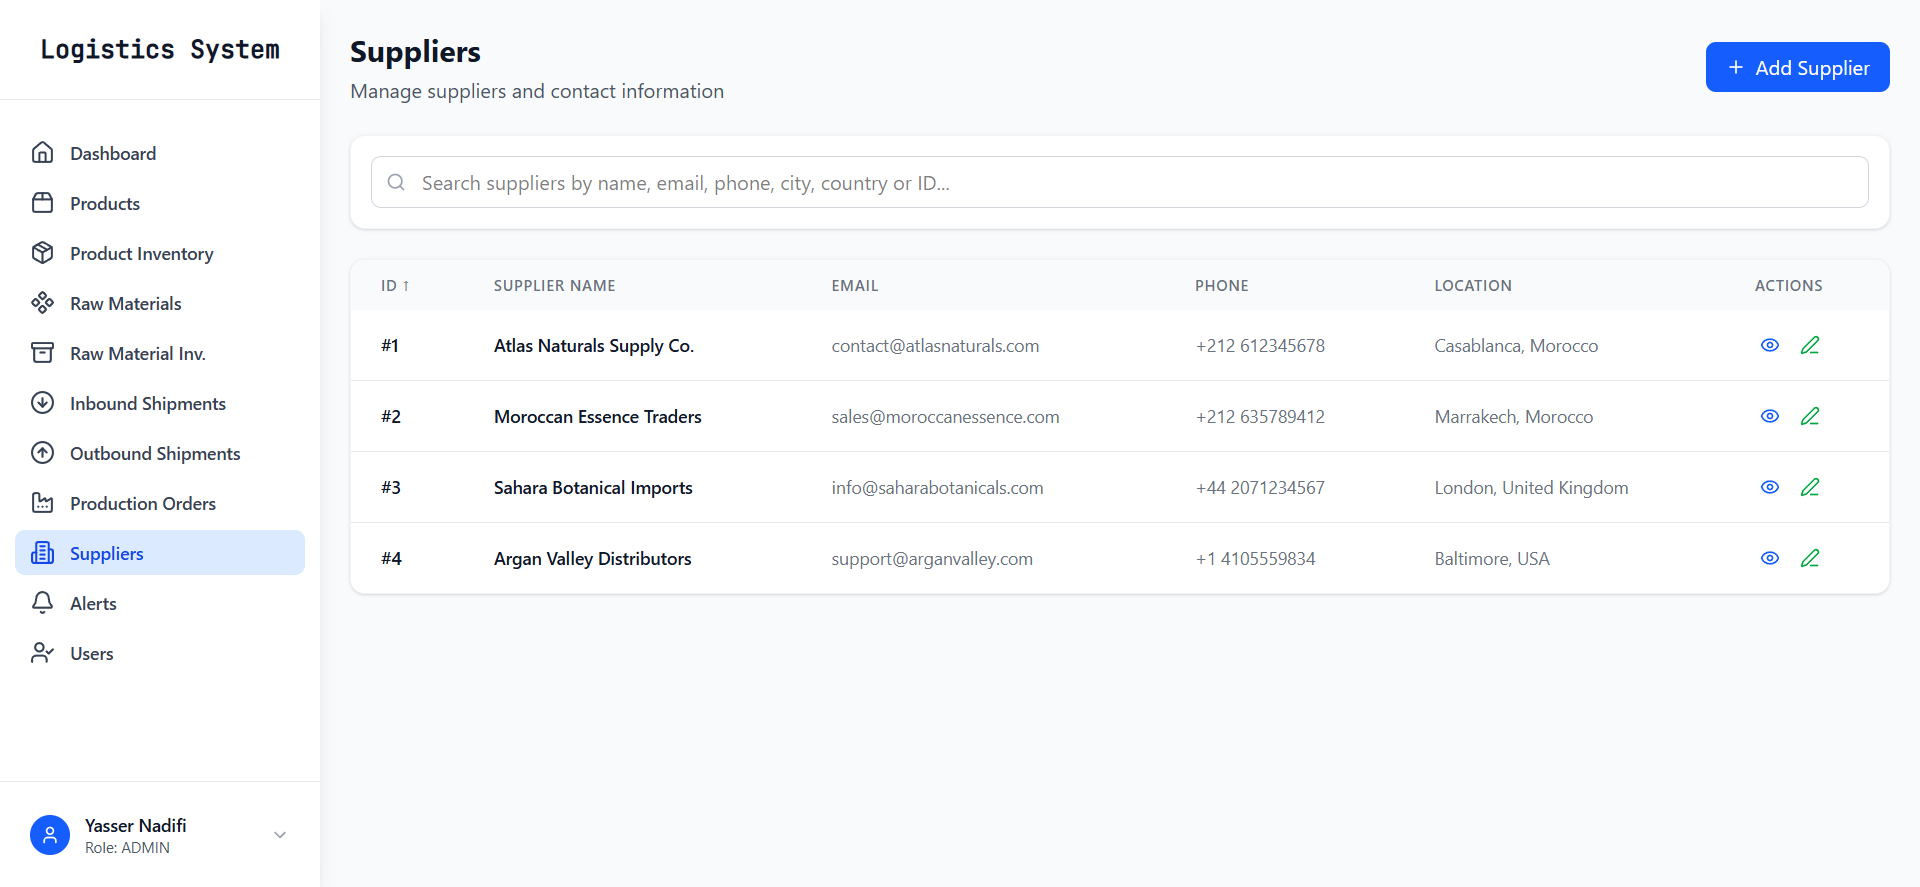 Logistics System
Dashboard
Products
Product Inventory
Raw Materials
Raw Material Inv.
Inbound Shipments
Outbound Shipments
Production Orders
Suppliers
Alerts
Users
Yasser Nadifi
Role: ADMIN
Suppliers
Manage suppliers and contact information
+ Add Supplier
Search suppliers by name, email, phone, city, country or ID...
ID ↑ SUPPLIER NAME EMAIL PHONE LOCATION ACTIONS
#1 Atlas Naturals Supply Co. contact@atlasnaturals.com +212 612345678 Casablanca, Morocco
#2 Moroccan Essence Traders sales@moroccanessence.com +212 635789412 Marrakech, Morocco
#3 Sahara Botanical Imports info@saharabotanicals.com +44 2071234567 London, United Kingdom
#4 Argan Valley Distributors support@arganvalley.com +1 4105559834 Baltimore, USA